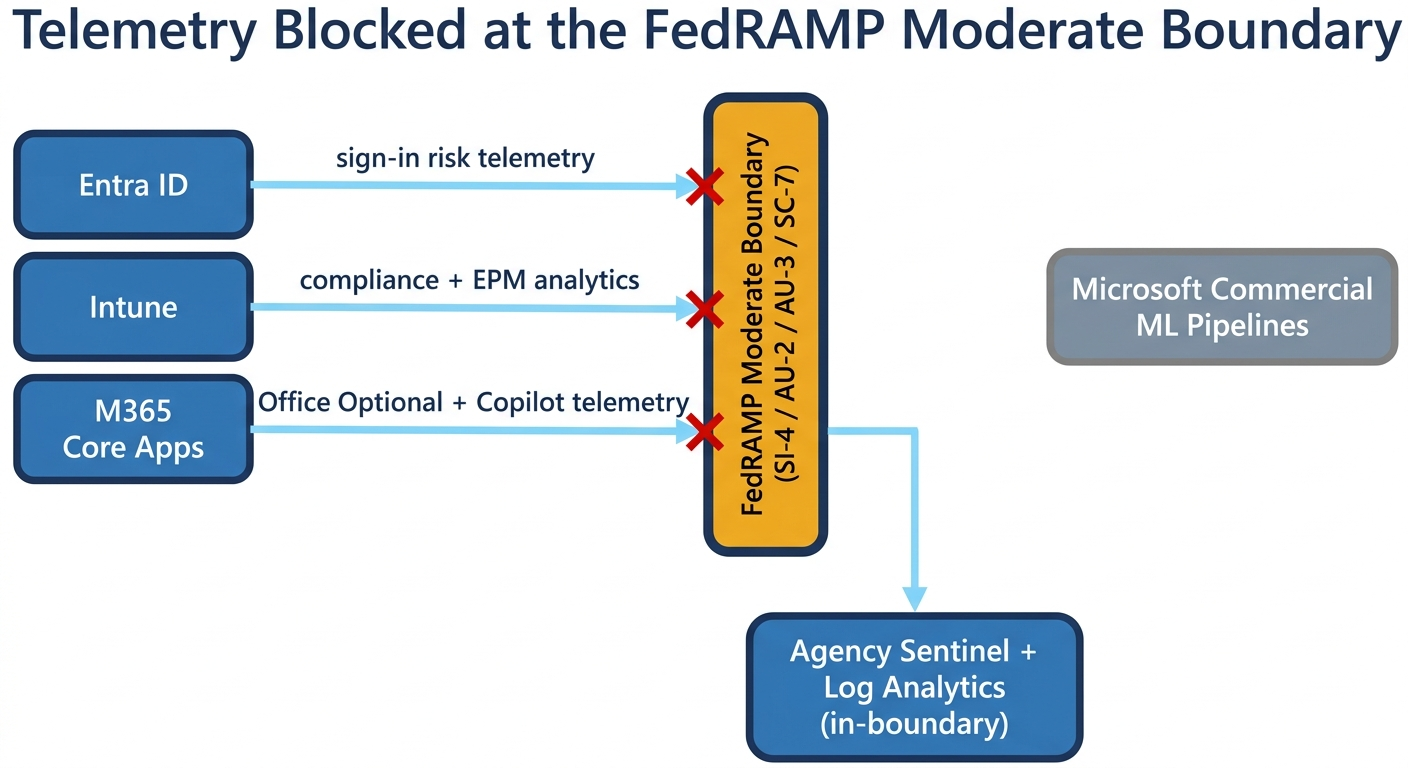 Telemetry Blocked at the FedRAMP Moderate Boundary
Entra ID
sign-in risk telemetry
Intune
compliance + EPM analytics
M365
Core Apps
Office Optional + Copilot telemetry
FedRAMP Moderate Boundary
(SI-4 / AU-2 / AU-3 / SC-7)
Microsoft Commercial
ML Pipelines
Agency Sentinel +
Log Analytics
(in-boundary)